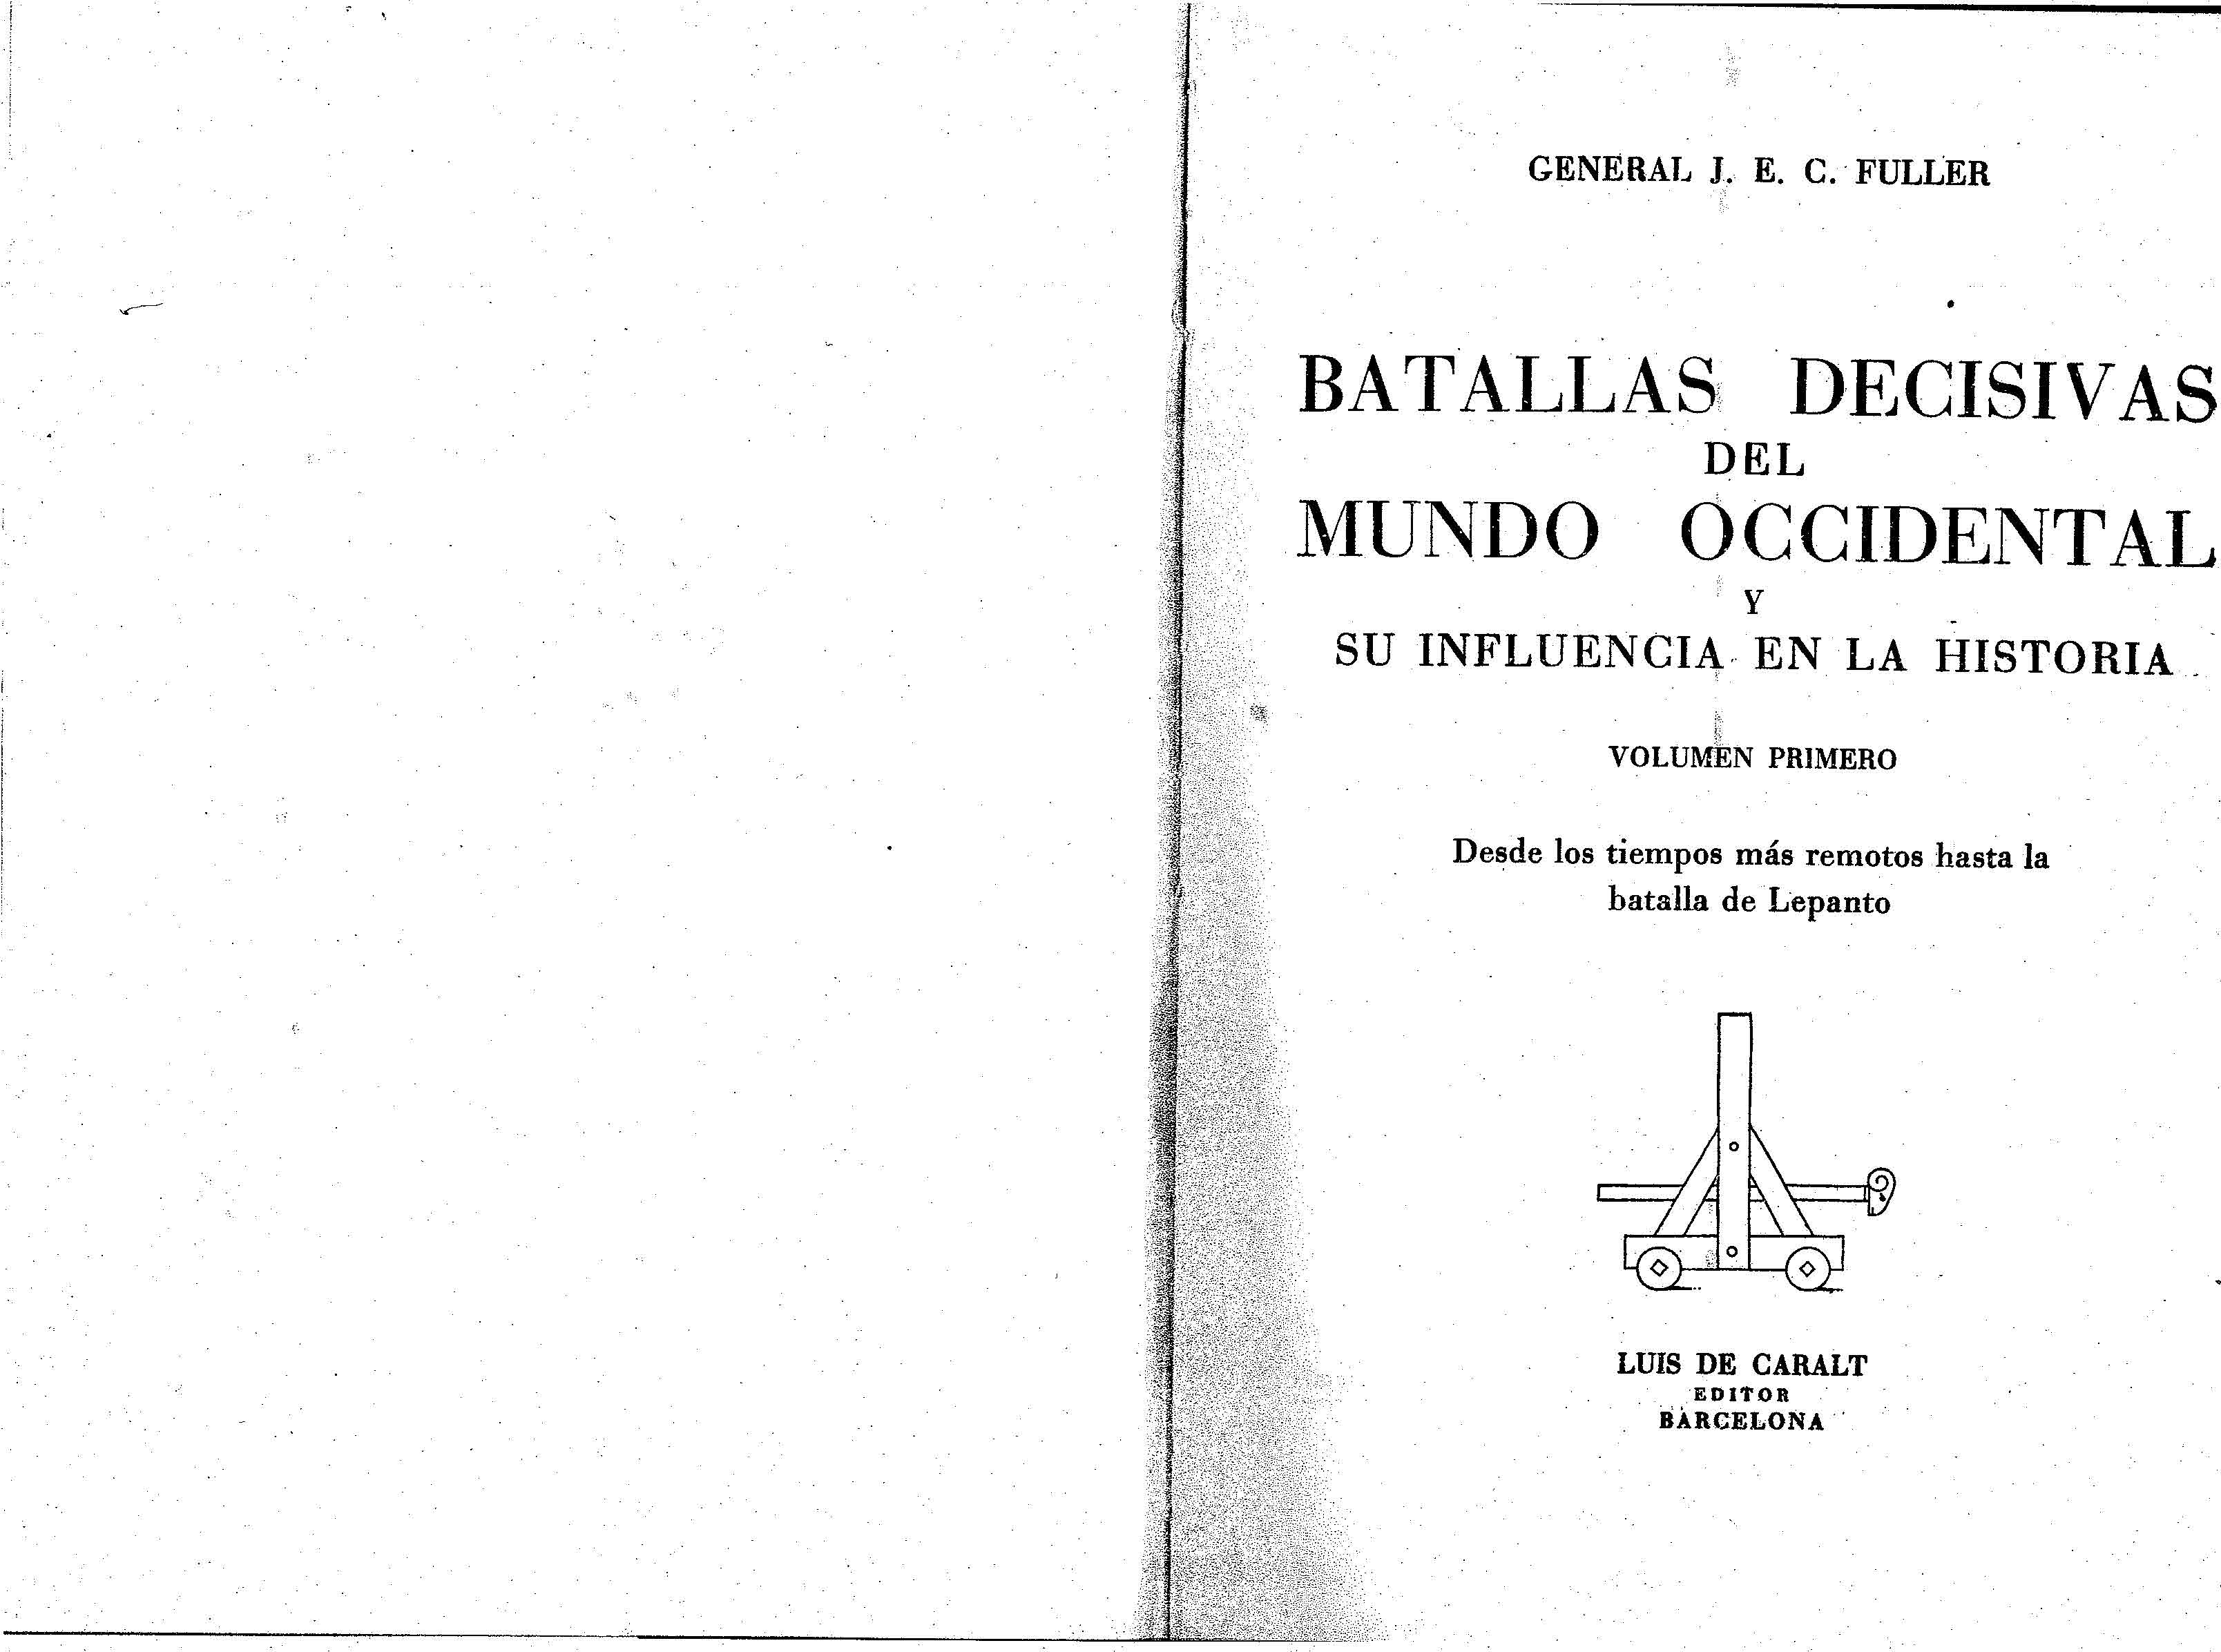 GENERAL J. E. C. FULLER
BATALLAS DECISIVAS
DEL
MUNDO OCCIDENTAL
Y
SU INFLUENCIA EN LA HISTORIA
VOLUMEN PRIMERO
Desde los tiempos más remotos hasta la
batalla de Lepanto
LUIS DE CARALT
EDITOR
BARCELONA